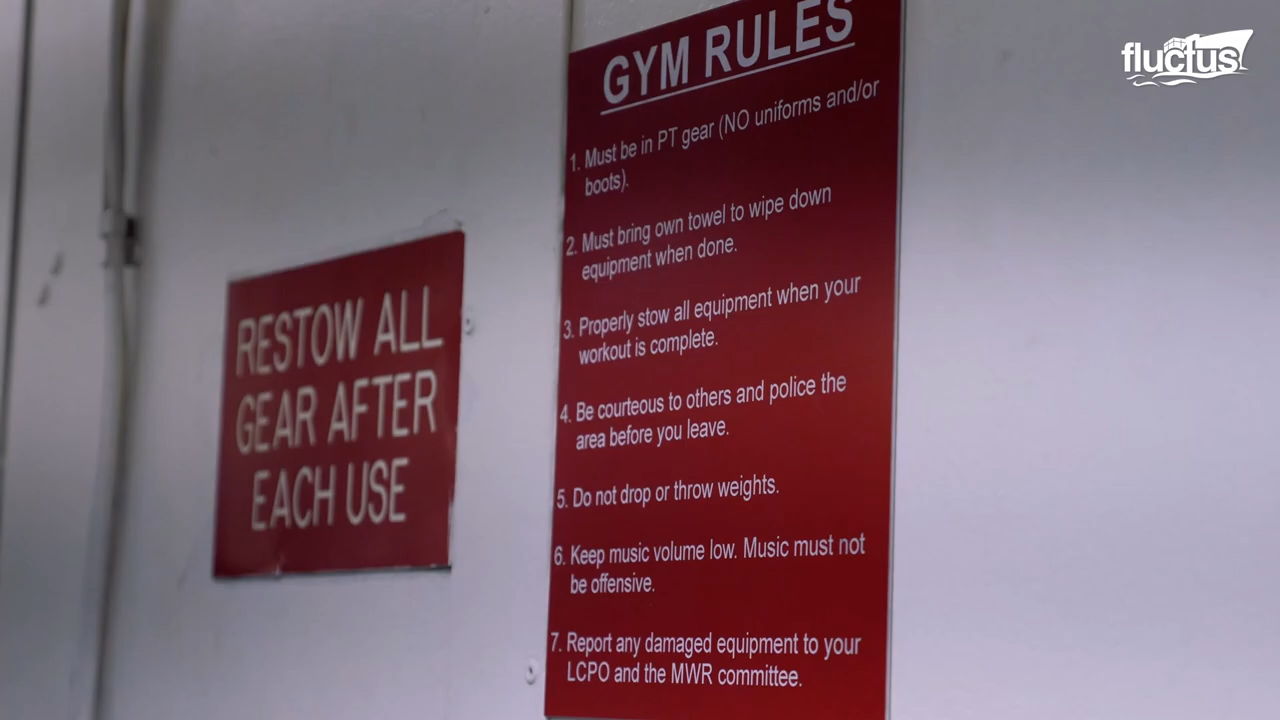 fluctus
GYM RULES
1. Must be in PT gear (NO uniforms and/or
boots).
2. Must bring own towel to wipe down
equipment when done.
3. Properly stow all equipment when your
workout is complete.
4. Be courteous to others and police the
area before you leave.
5. Do not drop or throw weights.
6. Keep music volume low. Music must not
be offensive.
7. Report any damaged equipment to your
LCPO and the MWR committee.
RESTOW ALL
GEAR AFTER
EACH USE